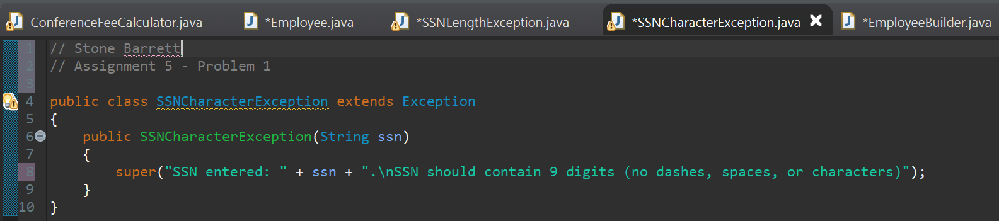 ConferenceFeeCalculator.java *Employee.java *SSNLengthException.java *SSNCharacterException.java *EmployeeBuilder.java
1 // Stone Barrett
2 // Assignment 5 - Problem 1
3
4 public class SSNCharacterException extends Exception
5 {
6 public SSNCharacterException(String ssn)
7 {
8 super("SSN entered: " + ssn + ".\nSSN should contain 9 digits (no dashes, spaces, or characters)");
9 }
10 }